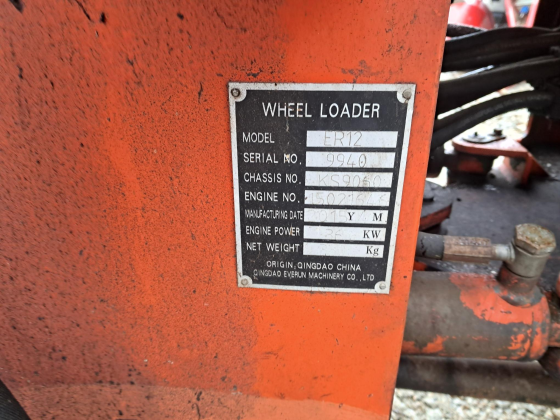 WHEEL LOADER
MODEL ER12
SERIAL NO. 9940
CHASSIS NO.
ENGINE NO.
MANUFACTURING DATE Y M
ENGINE POWER KW
NET WEIGHT Kg
ORIGIN, QINGDAO CHINA
QINGDAO EVERUN MACHINERY CO., LTD